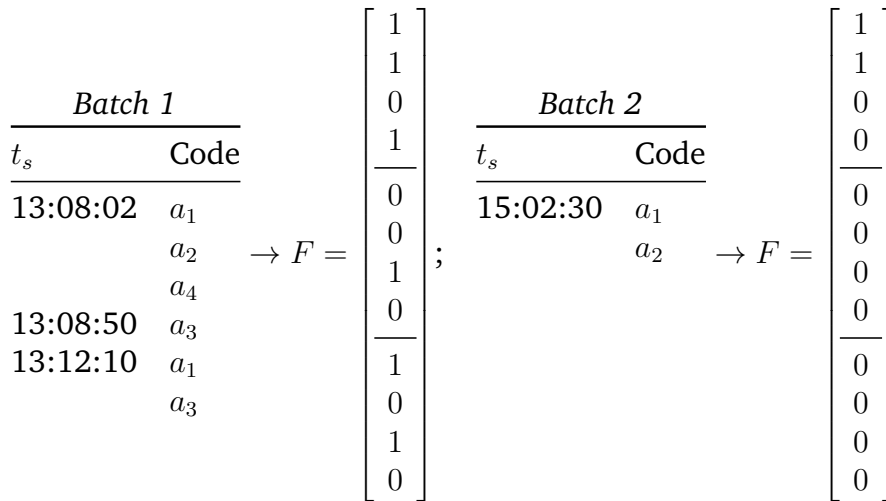 Batch 1
t_s Code
13:08:02 a_1
a_2
a_4
13:08:50 a_3
13:12:10 a_1
a_3
→ F =
1
1
0
1
0
0
1
0
1
0
1
0
;
Batch 2
t_s Code
15:02:30 a_1
a_2
→ F =
1
1
0
0
0
0
0
0
0
0
0
0